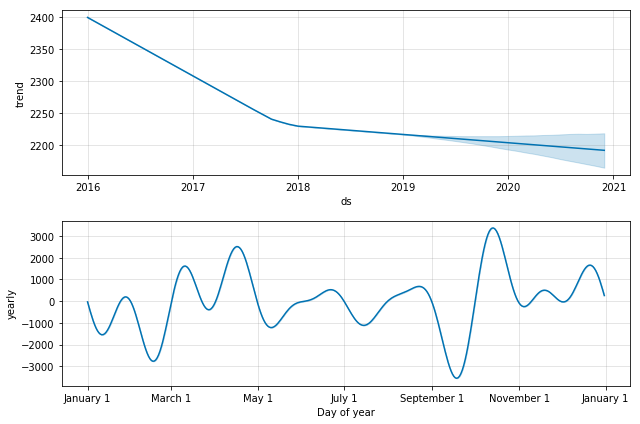 2400
2350
2300
2250
2200
trend
2016
2017
2018
2019
2020
2021
ds
3000
2000
1000
0
−1000
−2000
−3000
yearly
January 1
March 1
May 1
July 1
September 1
November 1
January 1
Day of year